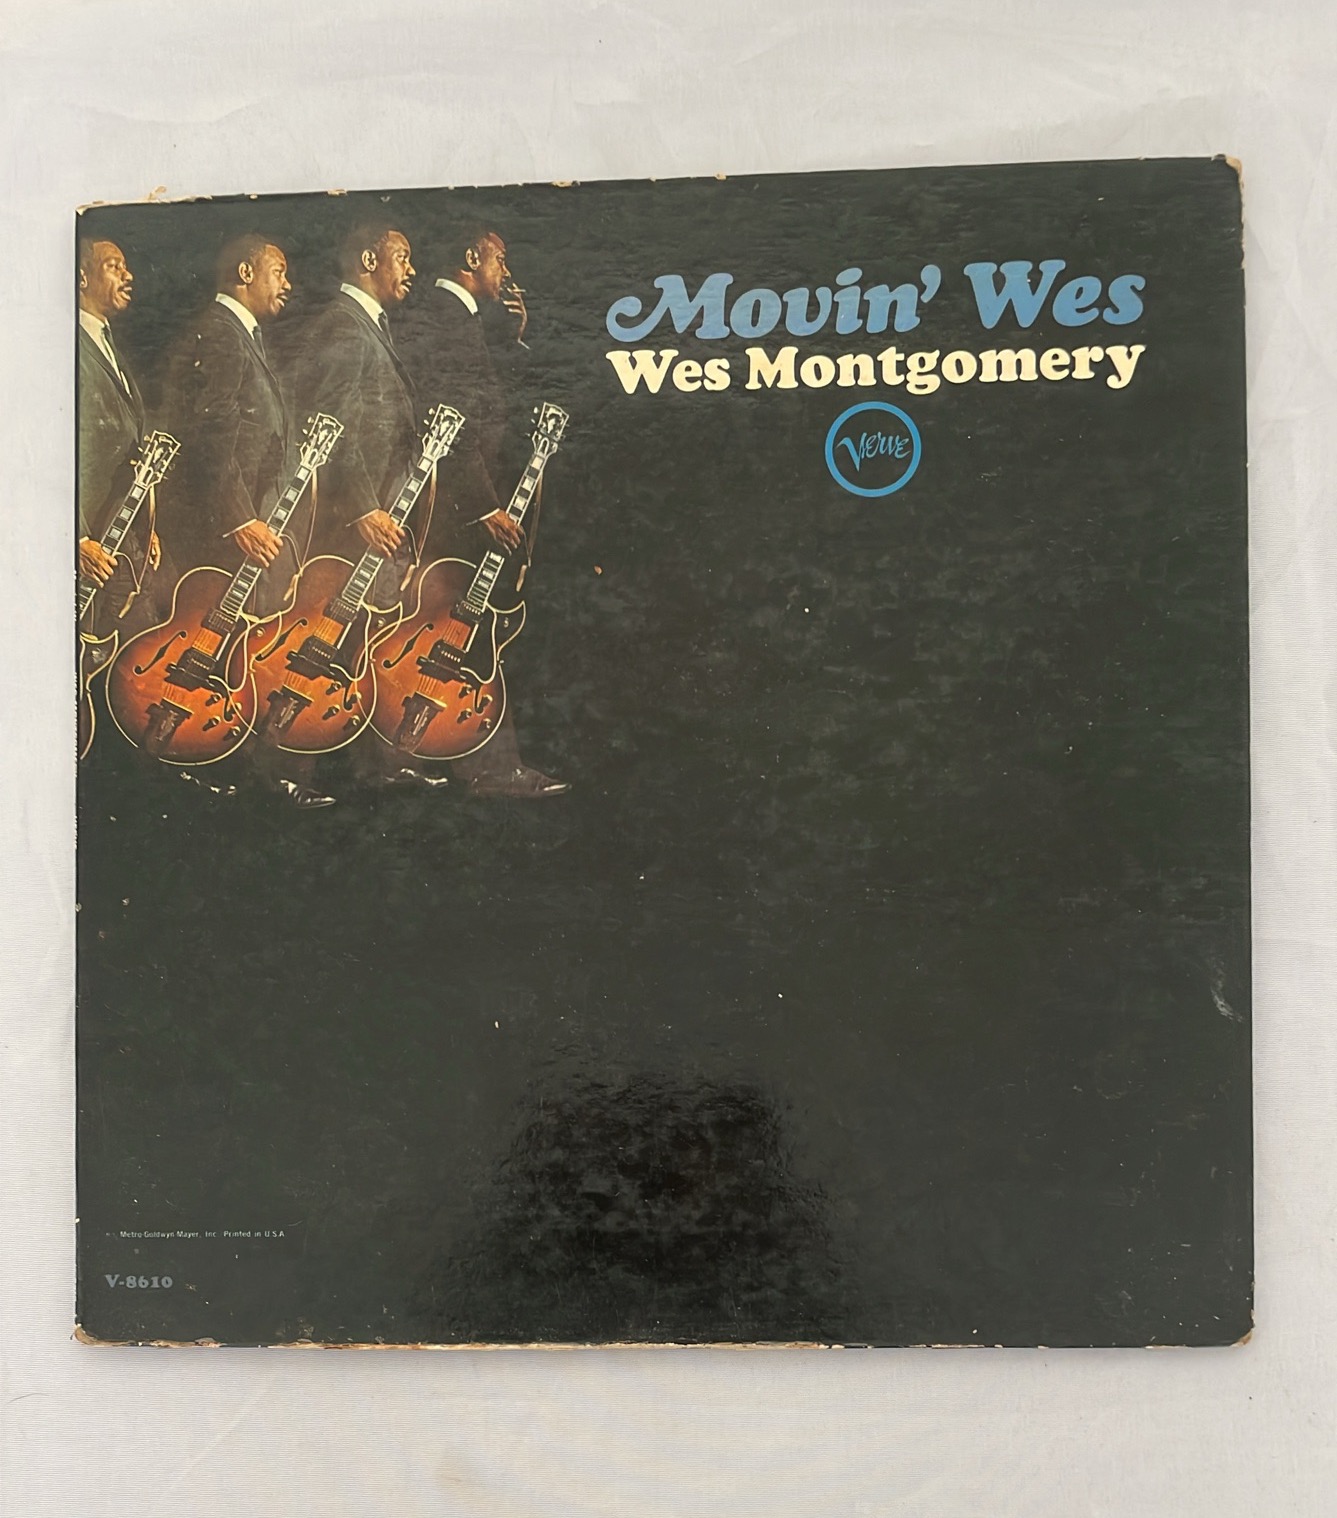 Movin' Wes
Wes Montgomery
Verve
Metro-Goldwyn-Mayer, Inc. Printed in U.S.A
V-8610